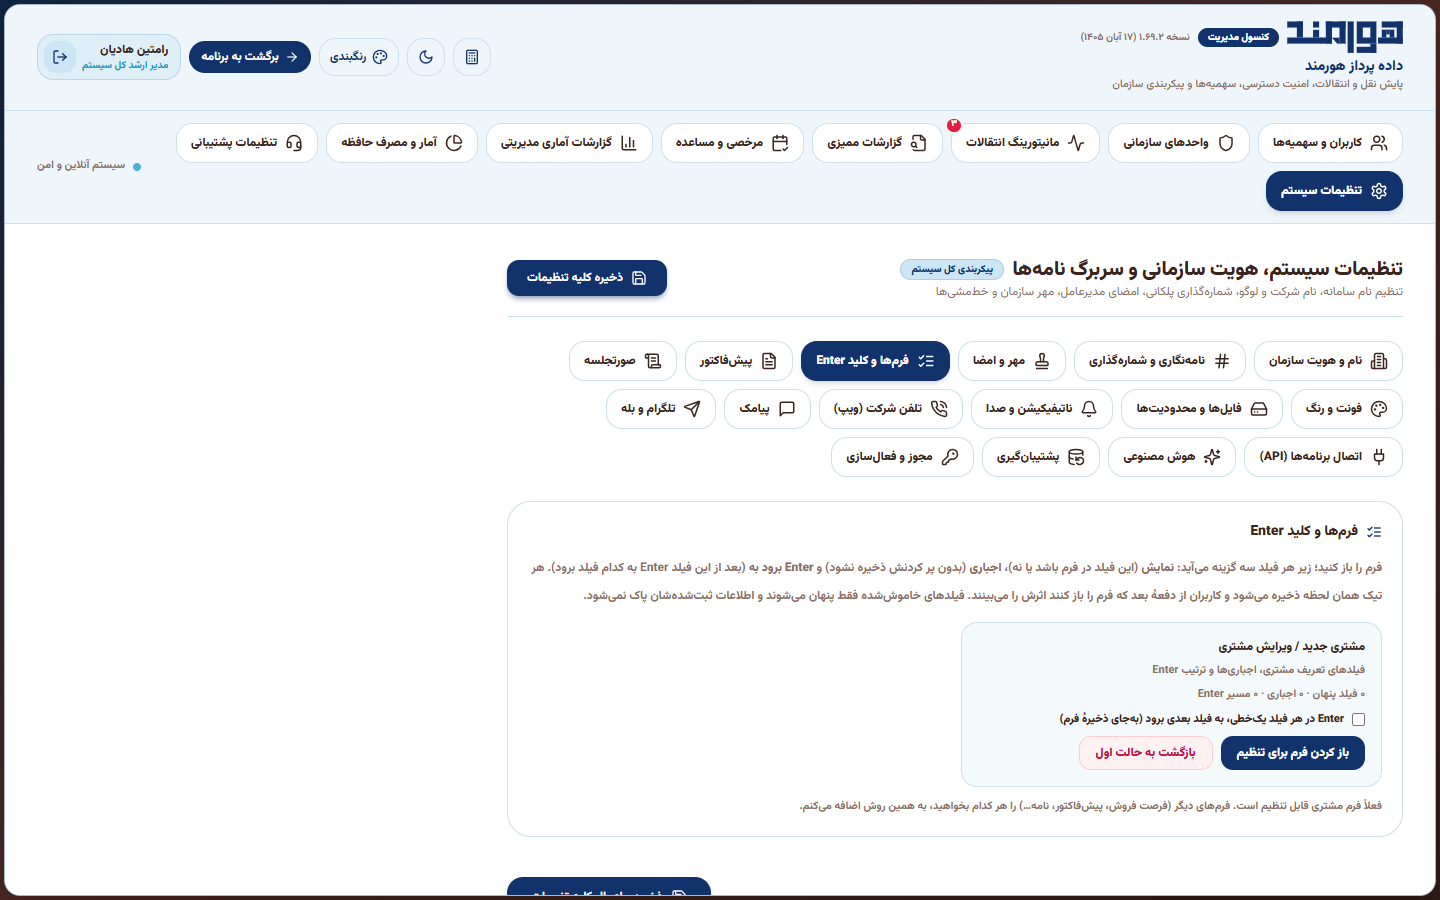 هورمند
کنسول مدیریت
نسخه ۱.۶۹.۲ (۱۷ آبان ۱۴۰۵)
داده پرداز هورمند
پایش نقل و انتقالات، امنیت دسترسی، سهمیه‌ها و پیکربندی سازمان
رنگبندی
برگشت به برنامه
رامتین هادیان
مدیر ارشد کل سیستم
کاربران و سهمیه‌ها
واحدهای سازمانی
مانیتورینگ انتقالات
۳
گزارشات ممیزی
مرخصی و مساعده
گزارشات آماری مدیریتی
آمار و مصرف حافظه
تنظیمات پشتیبانی
تنظیمات سیستم
سیستم آنلاین و امن
تنظیمات سیستم، هویت سازمانی و سربرگ نامه‌ها
پیکربندی کل سیستم
تنظیم نام سامانه، نام شرکت و لوگو، شماره‌گذاری پلکانی، امضای مدیرعامل، مهر سازمان و خط‌مشی‌ها
ذخیره کلیه تنظیمات
نام و هویت سازمان
نامه‌نگاری و شماره‌گذاری
مهر و امضا
فرم‌ها و کلید Enter
پیش‌فاکتور
صورتجلسه
فونت و رنگ
فایل‌ها و محدودیت‌ها
ناتیفیکیشن و صدا
تلفن شرکت (ویپ)
پیامک
تلگرام و بله
اتصال برنامه‌ها (API)
هوش مصنوعی
پشتیبان‌گیری
مجوز و فعال‌سازی
فرم‌ها و کلید Enter
فرم را باز کنید؛ زیر هر فیلد سه گزینه می‌آید: نمایش (این فیلد در فرم باشد یا نه)، اجباری (بدون پر کردنش ذخیره نشود) و Enter برود به (بعد از این فیلد Enter به کدام فیلد برود). هر
تیک همان لحظه ذخیره می‌شود و کاربران از دفعهٔ بعد که فرم را باز کنند اثرش را می‌بینند. فیلدهای خاموش‌شده فقط پنهان می‌شوند و اطلاعات ثبت‌شده‌شان پاک نمی‌شود.
مشتری جدید / ویرایش مشتری
فیلدهای تعریف مشتری، اجباری‌ها و ترتیب Enter
۰ فیلد پنهان · ۰ اجباری · ۰ مسیر Enter
Enter در هر فیلد یک‌خطی، به فیلد بعدی برود (به‌جای ذخیرهٔ فرم)
باز کردن فرم برای تنظیم
بازگشت به حالت اول
فعلاً فرم مشتری قابل تنظیم است. فرم‌های دیگر (فرصت فروش، پیش‌فاکتور، نامه…) را هر کدام بخواهید، به همین روش اضافه می‌کنم.